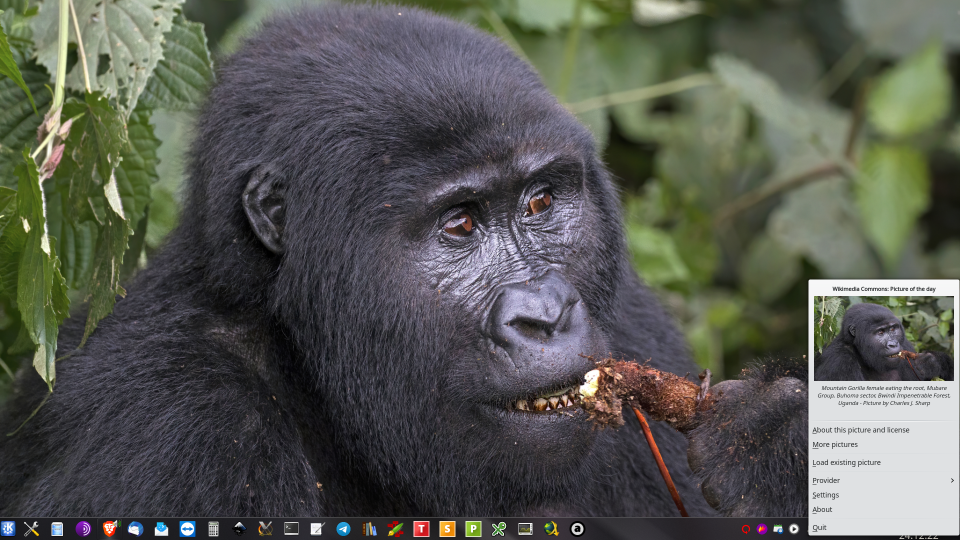 Wikimedia Commons: Picture of the day
Mountain Gorilla female eating the root, Mubare
Group, Buhoma sector, Bwindi Impenetrable Forest,
Uganda - Picture by Charles J. Sharp
About this picture and license
More pictures
Load existing picture
Provider
Settings
About
Quit
T
S
P
a